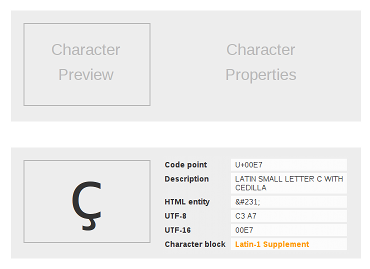 Character
Preview
Character
Properties
ç
Code point U+00E7
Description LATIN SMALL LETTER C WITH
CEDILLA
HTML entity &#231;
UTF-8 C3 A7
UTF-16 00E7
Character block Latin-1 Supplement